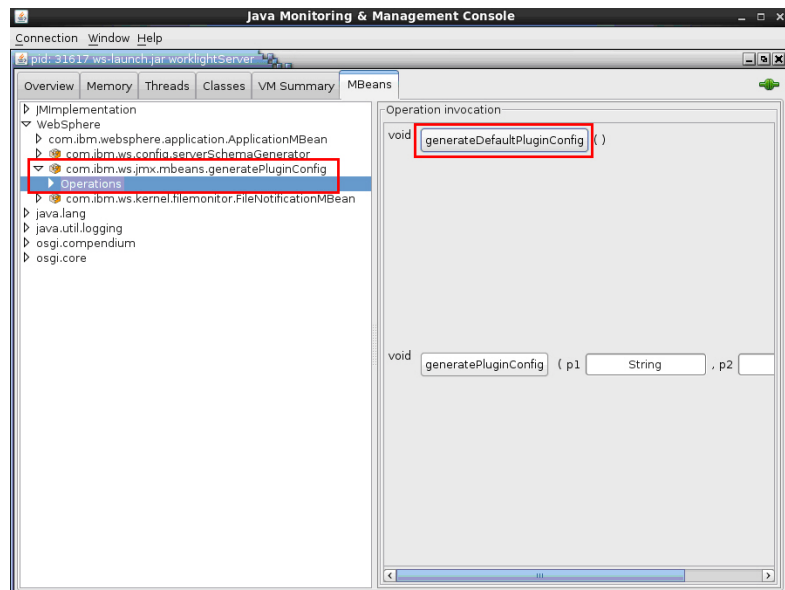 Java Monitoring & Management Console
Connection Window Help
pid: 31617 ws-launch.jar worklightServer
Overview Memory Threads Classes VM Summary MBeans
JMImplementation
WebSphere
com.ibm.websphere.application.ApplicationMBean
com.ibm.ws.config.serverSchemaGenerator
com.ibm.ws.jmx.mbeans.generatePluginConfig
Operations
com.ibm.ws.kernel.filemonitor.FileNotificationMBean
java.lang
java.util.logging
osgi.compendium
osgi.core
Operation invocation
void generateDefaultPluginConfig ( )
void generatePluginConfig ( p1 String , p2